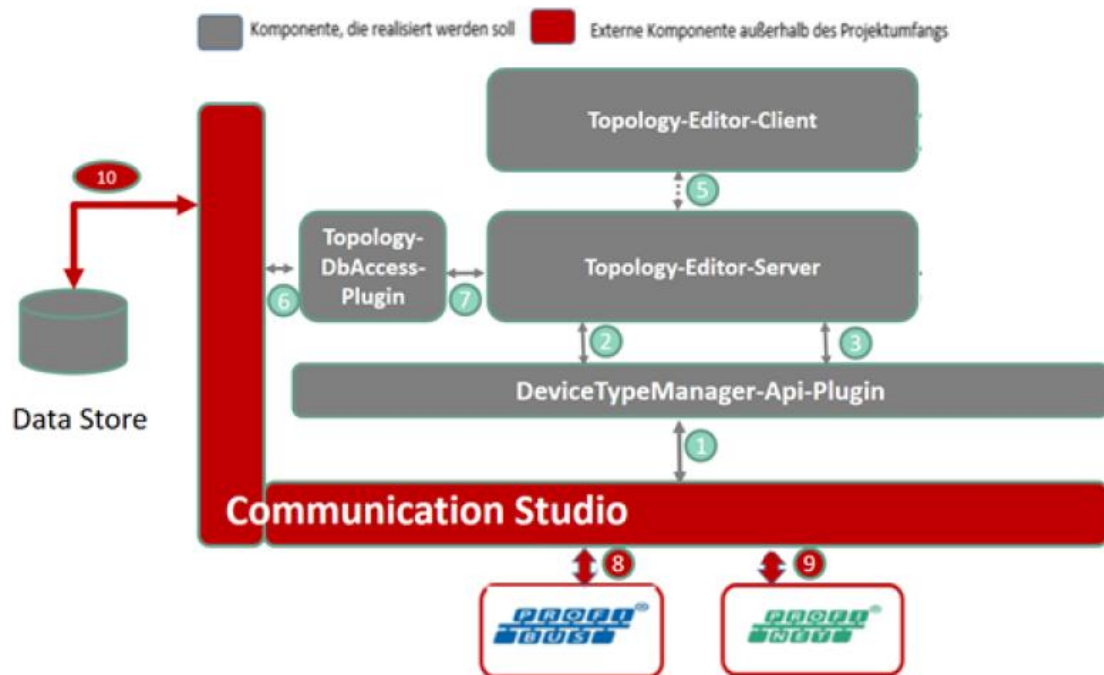 Komponente, die realisiert werden soll
Externe Komponente außerhalb des Projektumfangs
Topology-Editor-Client
10
5
Topology-
DbAccess-
Plugin
Topology-Editor-Server
6
7
2
3
Data Store
DeviceTypeManager-Api-Plugin
1
Communication Studio
8
9
PROFI
BUS
®
PROFI
NET
®